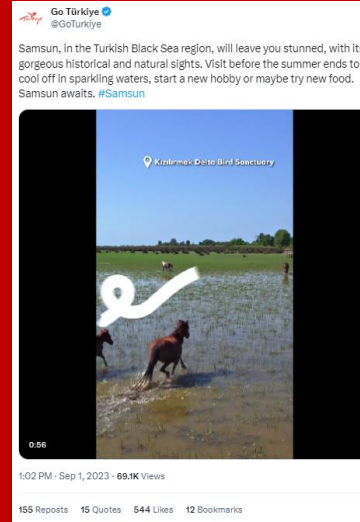 Go Türkiye
@GoTurkiye
Samsun, in the Turkish Black Sea region, will leave you stunned, with it
gorgeous historical and natural sights. Visit before the summer ends to
cool off in sparkling waters, start a new hobby or maybe try new food.
Samsun awaits. #Samsun
Kızılırmak Delta Bird Sanctuary
0:56
1:02 PM · Sep 1, 2023 · 69.1K Views
155 Reposts 15 Quotes 544 Likes 12 Bookmarks